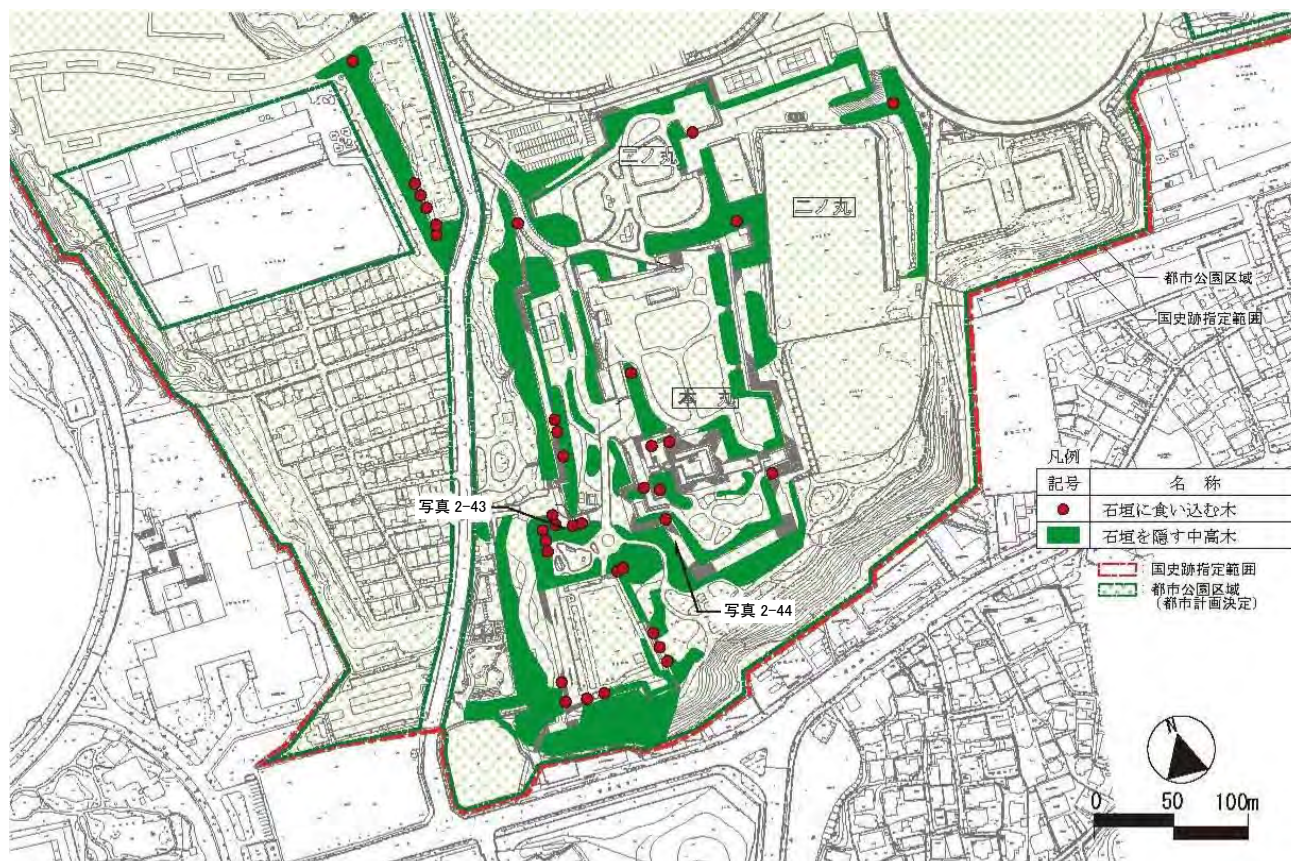 二ノ丸
二ノ丸
本丸
都市公園区域
国史跡指定範囲
写真 2-43
写真 2-44
凡例
記号 名称
石垣に食い込む木
石垣を隠す中高木
国史跡指定範囲
都市公園区域
(都市計画決定)
N
0 50 100m